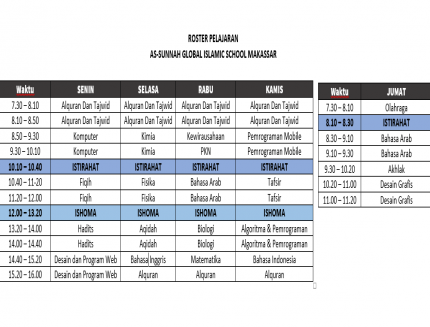 ROSTER PELAJARAN
AS-SUNNAH GLOBAL ISLAMIC SCHOOL MAKASSAR
Waktu SENIN SELASA RABU KAMIS
7.30 – 8.10 Alquran Dan Tajwid Alquran Dan Tajwid Alquran Dan Tajwid Alquran Dan Tajwid
8.10 – 8.50 Alquran Dan Tajwid Alquran Dan Tajwid Alquran Dan Tajwid Alquran Dan Tajwid
8.50 – 9.30 Komputer Kimia Kewirausahaan Pemrograman Mobile
9.30 – 10.10 Komputer Kimia PKN Pemrograman Mobile
10.10 – 10.40 ISTIRAHAT ISTIRAHAT ISTIRAHAT ISTIRAHAT
10.40 – 11-20 Fiqih Fisika Bahasa Arab Tafsir
11.20 – 12.00 Fiqih Fisika Bahasa Arab Tafsir
12.00 – 13.20 ISHOMA ISHOMA ISHOMA ISHOMA
13.20 – 14.00 Hadits Aqidah Biologi Algoritma & Pemrograman
14.00 – 14.40 Hadits Aqidah Biologi Algoritma & Pemrograman
14.40 – 15.20 Desain dan Program Web Bahasa Inggris Matematika Bahasa Indonesia
15.20 – 16.00 Desain dan Program Web Alquran Alquran Alquran
Waktu JUMAT
7.30 – 8.10 Olahraga
8.10 – 8.30 ISTIRAHAT
8.30 – 9.10 Bahasa Arab
9.10 – 9.30 Bahasa Arab
9.30 – 10.20 Akhlak
10.20 – 11.00 Desain Grafis
11.00 – 11.20 Desain Grafis